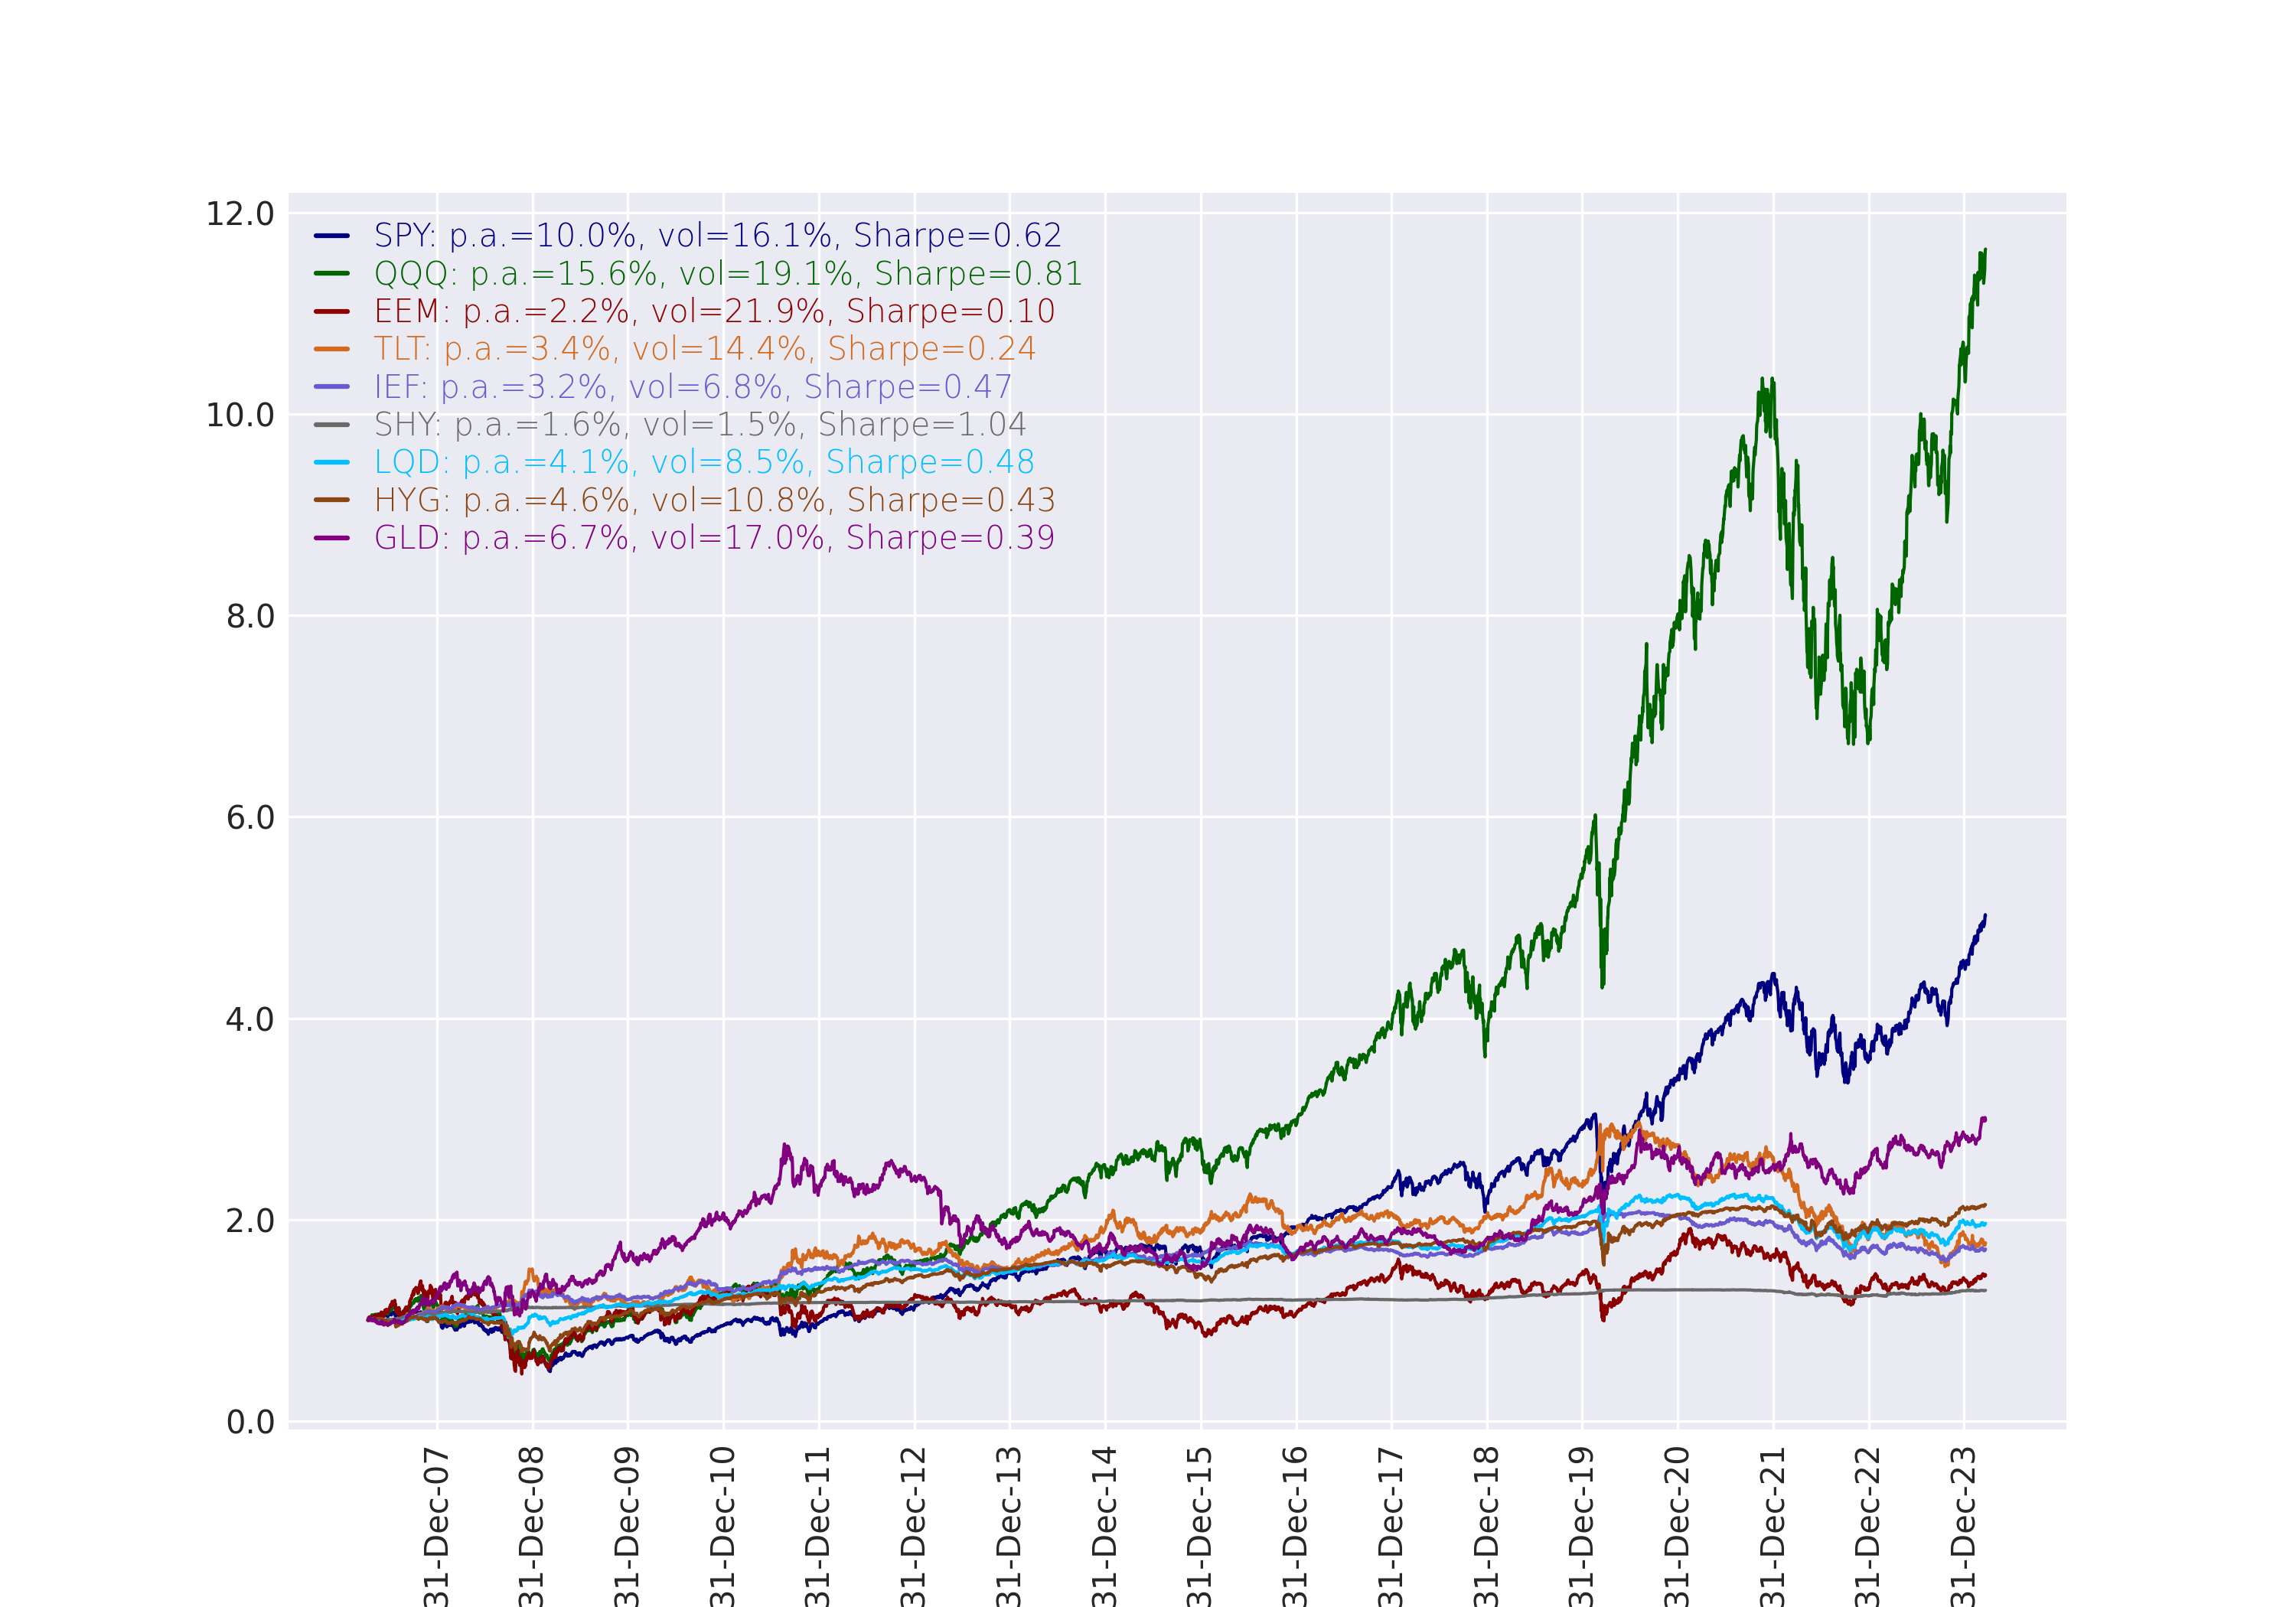 12.0
10.0
8.0
6.0
4.0
2.0
0.0
SPY: p.a.=10.0%, vol=16.1%, Sharpe=0.62
QQQ: p.a.=15.6%, vol=19.1%, Sharpe=0.81
EEM: p.a.=2.2%, vol=21.9%, Sharpe=0.10
TLT: p.a.=3.4%, vol=14.4%, Sharpe=0.24
IEF: p.a.=3.2%, vol=6.8%, Sharpe=0.47
SHY: p.a.=1.6%, vol=1.5%, Sharpe=1.04
LQD: p.a.=4.1%, vol=8.5%, Sharpe=0.48
HYG: p.a.=4.6%, vol=10.8%, Sharpe=0.43
GLD: p.a.=6.7%, vol=17.0%, Sharpe=0.39
31-Dec-07
31-Dec-08
31-Dec-09
31-Dec-10
31-Dec-11
31-Dec-12
31-Dec-13
31-Dec-14
31-Dec-15
31-Dec-16
31-Dec-17
31-Dec-18
31-Dec-19
31-Dec-20
31-Dec-21
31-Dec-22
31-Dec-23